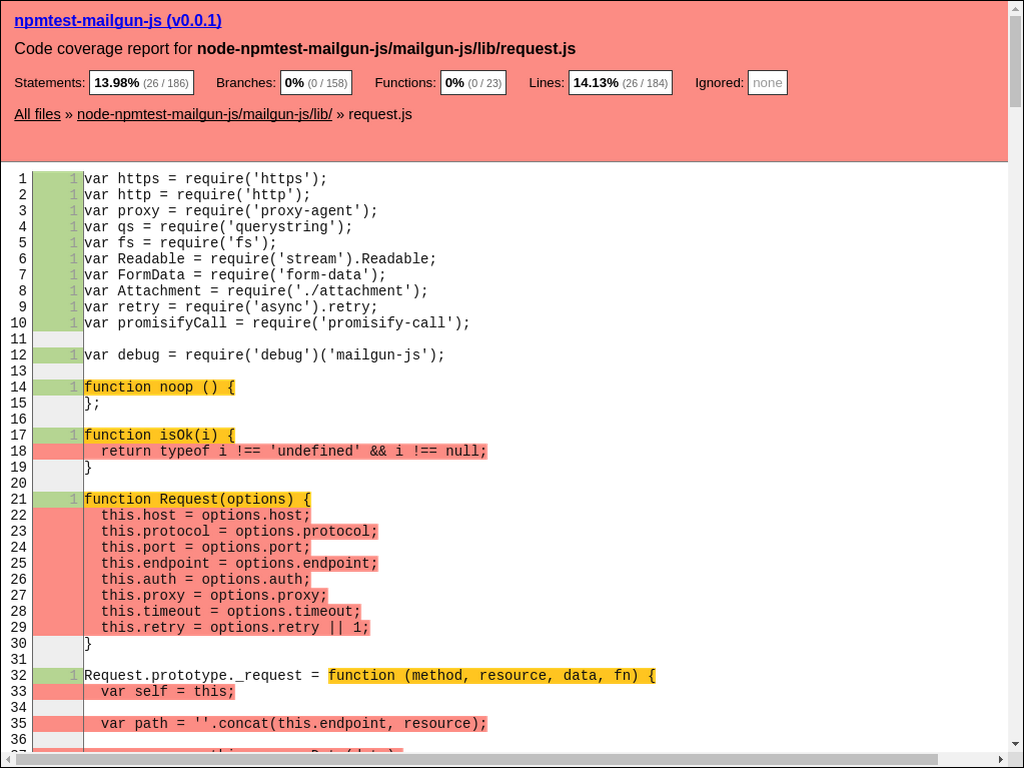 npmtest-mailgun-js (v0.0.1)
Code coverage report for node-npmtest-mailgun-js/mailgun-js/lib/request.js
Statements: 13.98% (26 / 186) Branches: 0% (0 / 158) Functions: 0% (0 / 23) Lines: 14.13% (26 / 184) Ignored: none
All files » node-npmtest-mailgun-js/mailgun-js/lib/ » request.js
1 1 var https = require('https');
2 1 var http = require('http');
3 1 var proxy = require('proxy-agent');
4 1 var qs = require('querystring');
5 1 var fs = require('fs');
6 1 var Readable = require('stream').Readable;
7 1 var FormData = require('form-data');
8 1 var Attachment = require('./attachment');
9 1 var retry = require('async').retry;
10 1 var promisifyCall = require('promisify-call');
11
12 1 var debug = require('debug')('mailgun-js');
13
14 1 function noop () {
15 };
16
17 1 function isOk(i) {
18   return typeof i !== 'undefined' && i !== null;
19 }
20
21 1 function Request(options) {
22   this.host = options.host;
23   this.protocol = options.protocol;
24   this.port = options.port;
25   this.endpoint = options.endpoint;
26   this.auth = options.auth;
27   this.proxy = options.proxy;
28   this.timeout = options.timeout;
29   this.retry = options.retry || 1;
30 }
31
32 1 Request.prototype._request = function (method, resource, data, fn) {
33   var self = this;
34
35   var path = ''.concat(this.endpoint, resource);
36